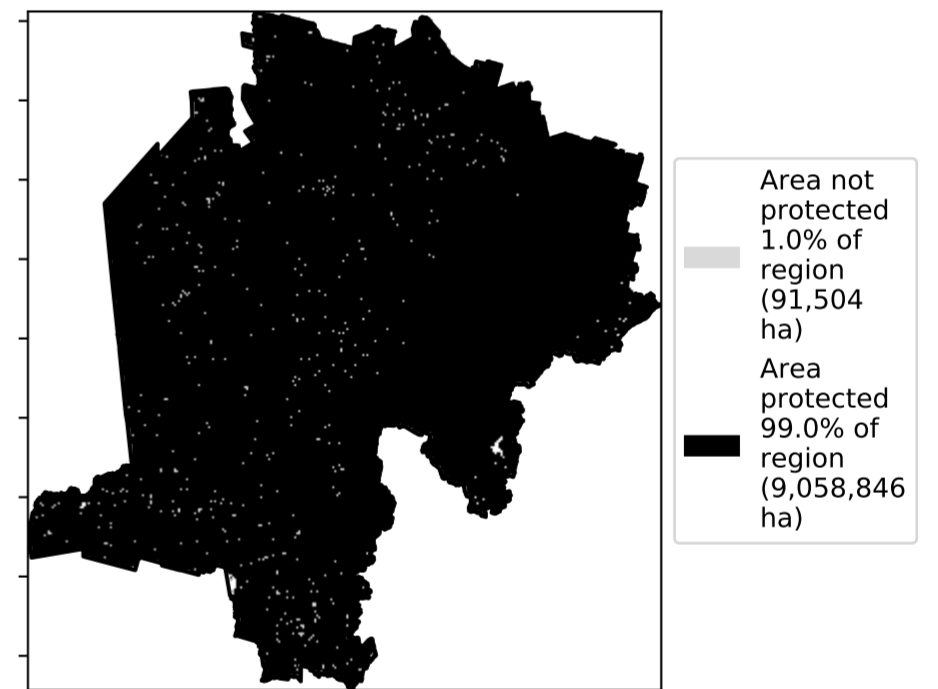 Area not
protected
1.0% of
region
(91,504
ha)
Area
protected
99.0% of
region
(9,058,846
ha)